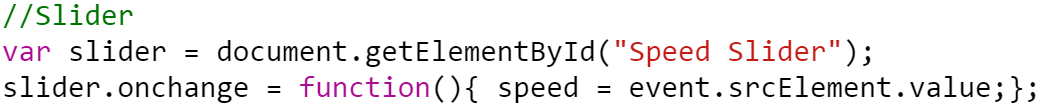 //Slider
var slider = document.getElementById("Speed Slider");
slider.onchange = function(){ speed = event.srcElement.value;};